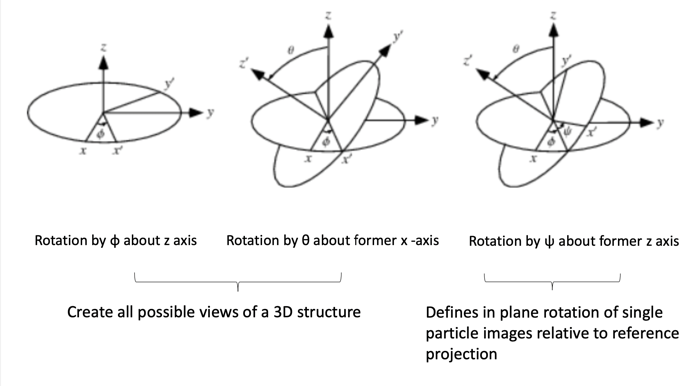 z
y'
y
ϕ
x
x'
z
θ
y'
z'
y
ϕ
x
x'
z
θ
y'
z'
y
ψ
x'
ϕ
x
Rotation by ϕ about z axis
Rotation by θ about former x -axis
Rotation by ψ about former z axis
Create all possible views of a 3D structure
Defines in plane rotation of single
particle images relative to reference
projection